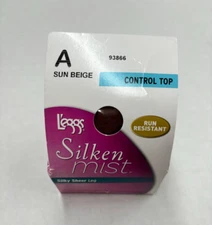 A
93866
SUN BEIGE
CONTROL TOP
L'eggs
RUN
RESISTANT
Silken
mist
Silky Sheer Leg